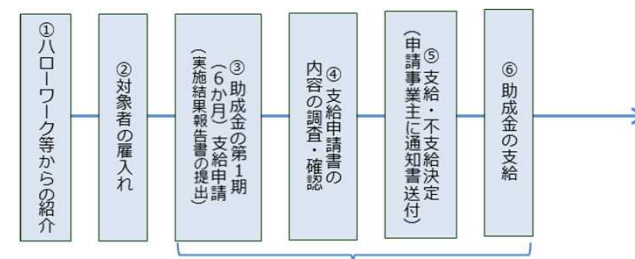 ①ハローワーク等からの紹介
②対象者の雇入れ
③助成金の第1期
(6か月)支給申請
(実施結果報告書の提出)
④支給申請書の
内容の調査・確認
⑤支給・不支給決定
(申請事業主に通知書送付)
⑥助成金の支給